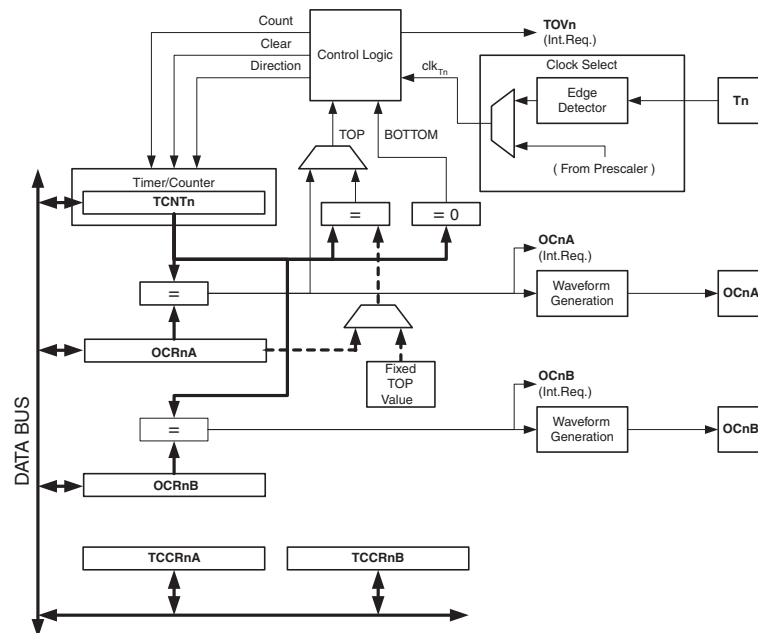 Count
Clear
Direction
Control Logic
TOVn
(Int.Req.)
clkTn
Clock Select
Edge
Detector
Tn
( From Prescaler )
TOP
BOTTOM
Timer/Counter
TCNTn
=
= 0
OCnA
(Int.Req.)
=
Waveform
Generation
OCnA
OCRnA
Fixed
TOP
Value
OCnB
(Int.Req.)
=
Waveform
Generation
OCnB
OCRnB
DATA BUS
TCCRnA
TCCRnB